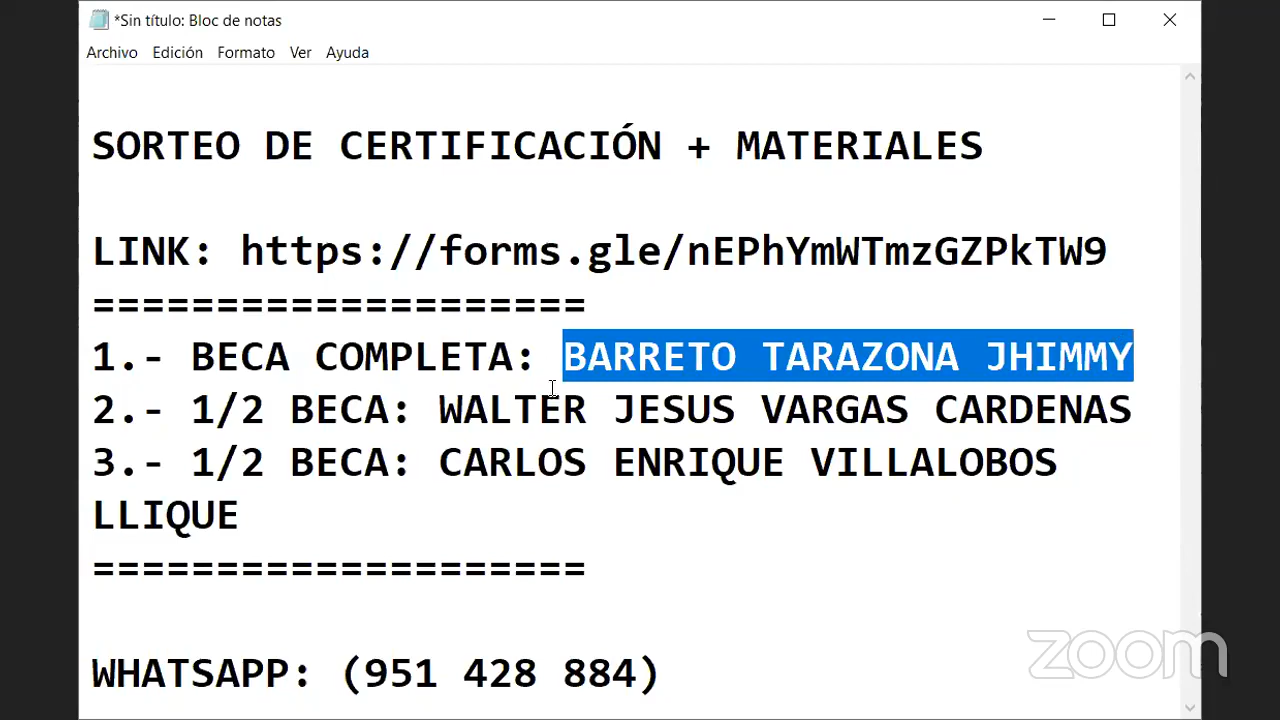 *Sin título: Bloc de notas
Archivo Edición Formato Ver Ayuda
SORTEO DE CERTIFICACIÓN + MATERIALES
LINK: https://forms.gle/nEPhYmWTmzGZPkTW9
====================
1.- BECA COMPLETA: BARRETO TARAZONA JHIMMY
2.- 1/2 BECA: WALTER JESUS VARGAS CARDENAS
3.- 1/2 BECA: CARLOS ENRIQUE VILLALOBOS
LLIQUE
====================
WHATSAPP: (951 428 884)
zoom